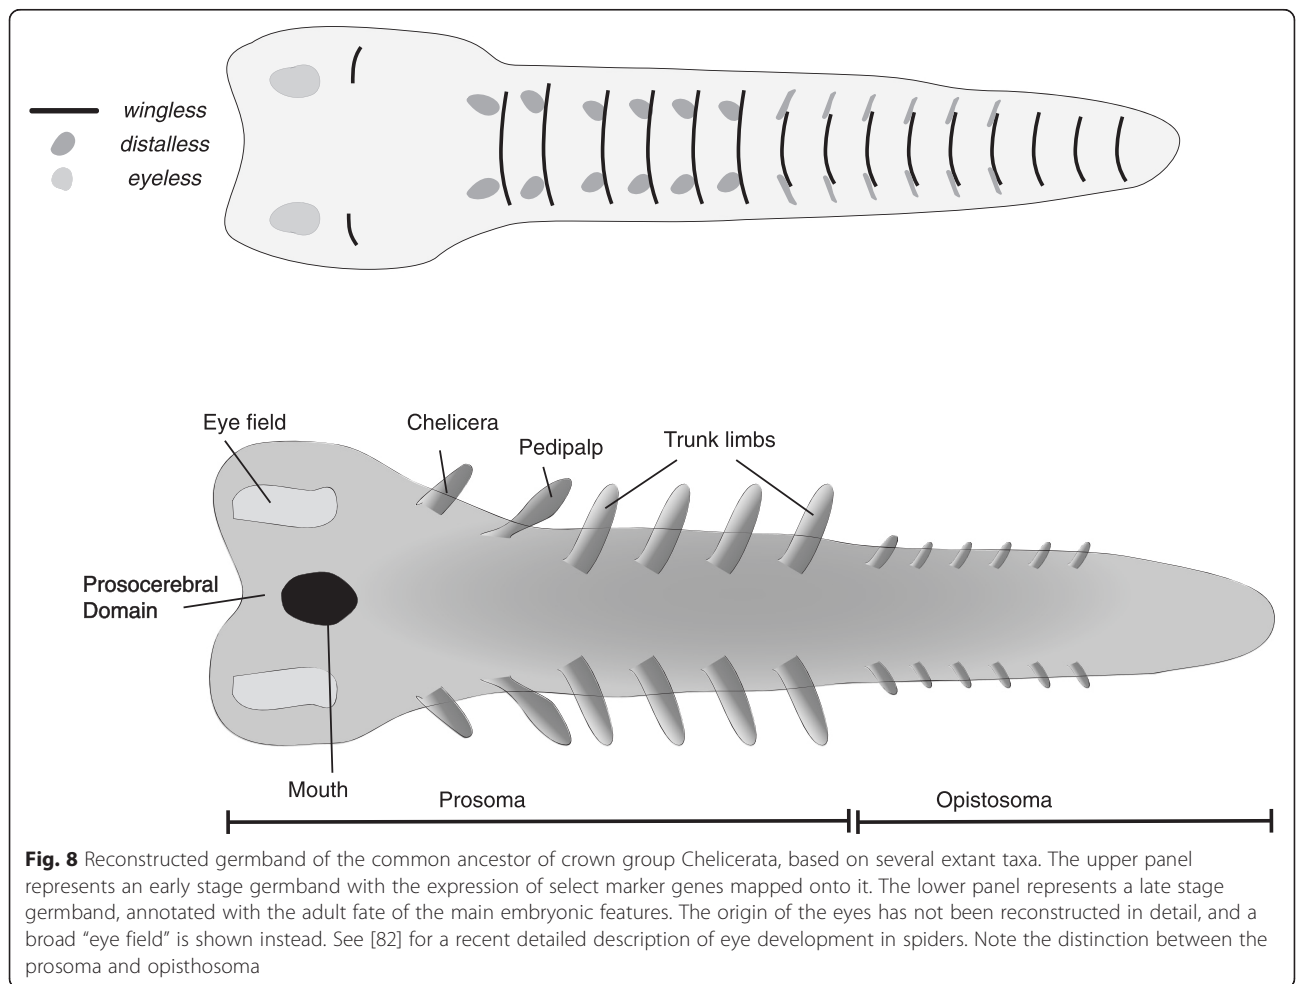 wingless
distalless
eyeless
Eye field
Chelicera
Pedipalp
Trunk limbs
Prosocerebral
Domain
Mouth
Prosoma
Opistosoma
Fig. 8 Reconstructed germband of the common ancestor of crown group Chelicerata, based on several extant taxa. The upper panel
represents an early stage germband with the expression of select marker genes mapped onto it. The lower panel represents a late stage
germband, annotated with the adult fate of the main embryonic features. The origin of the eyes has not been reconstructed in detail, and a
broad “eye field” is shown instead. See [82] for a recent detailed description of eye development in spiders. Note the distinction between the
prosoma and opisthosoma